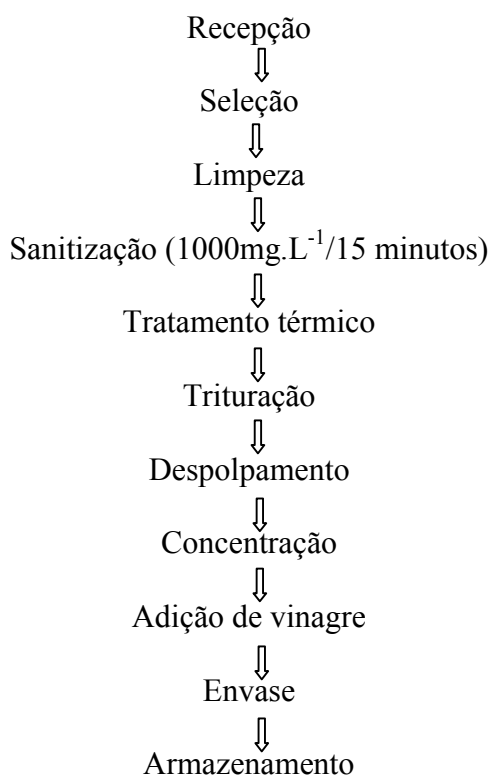 Recepção
Seleção
Limpeza
Sanitização (1000mg.L⁻¹/15 minutos)
Tratamento térmico
Trituração
Despolpamento
Concentração
Adição de vinagre
Envase
Armazenamento